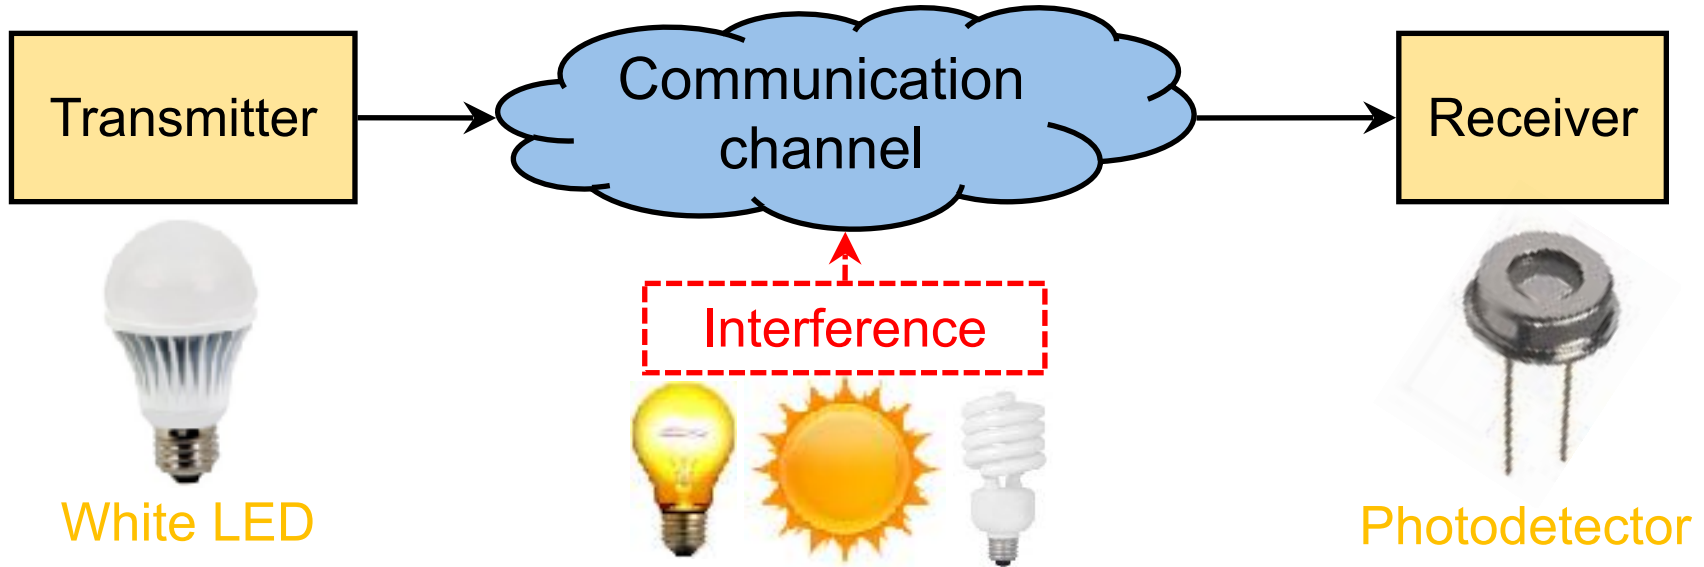 Transmitter
Communication
channel
Receiver
Interference
White LED
Photodetector